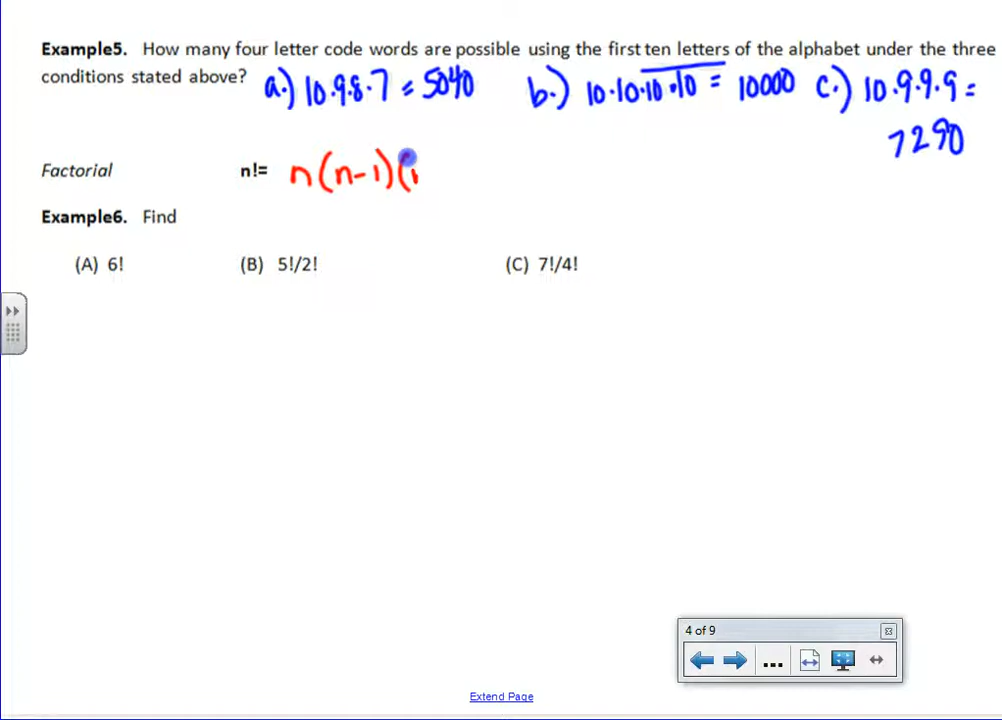 Example5. How many four letter code words are possible using the first ten letters of the alphabet under the three
conditions stated above? a.) 10.9.8.7 = 5040 b.) 10.10.10.10 = 10000 c.) 10.9.9.9 =
7290
Factorial n!= n(n-1)(
Example6. Find
(A) 6! (B) 5!/2! (C) 7!/4!
4 of 9
...
Extend Page